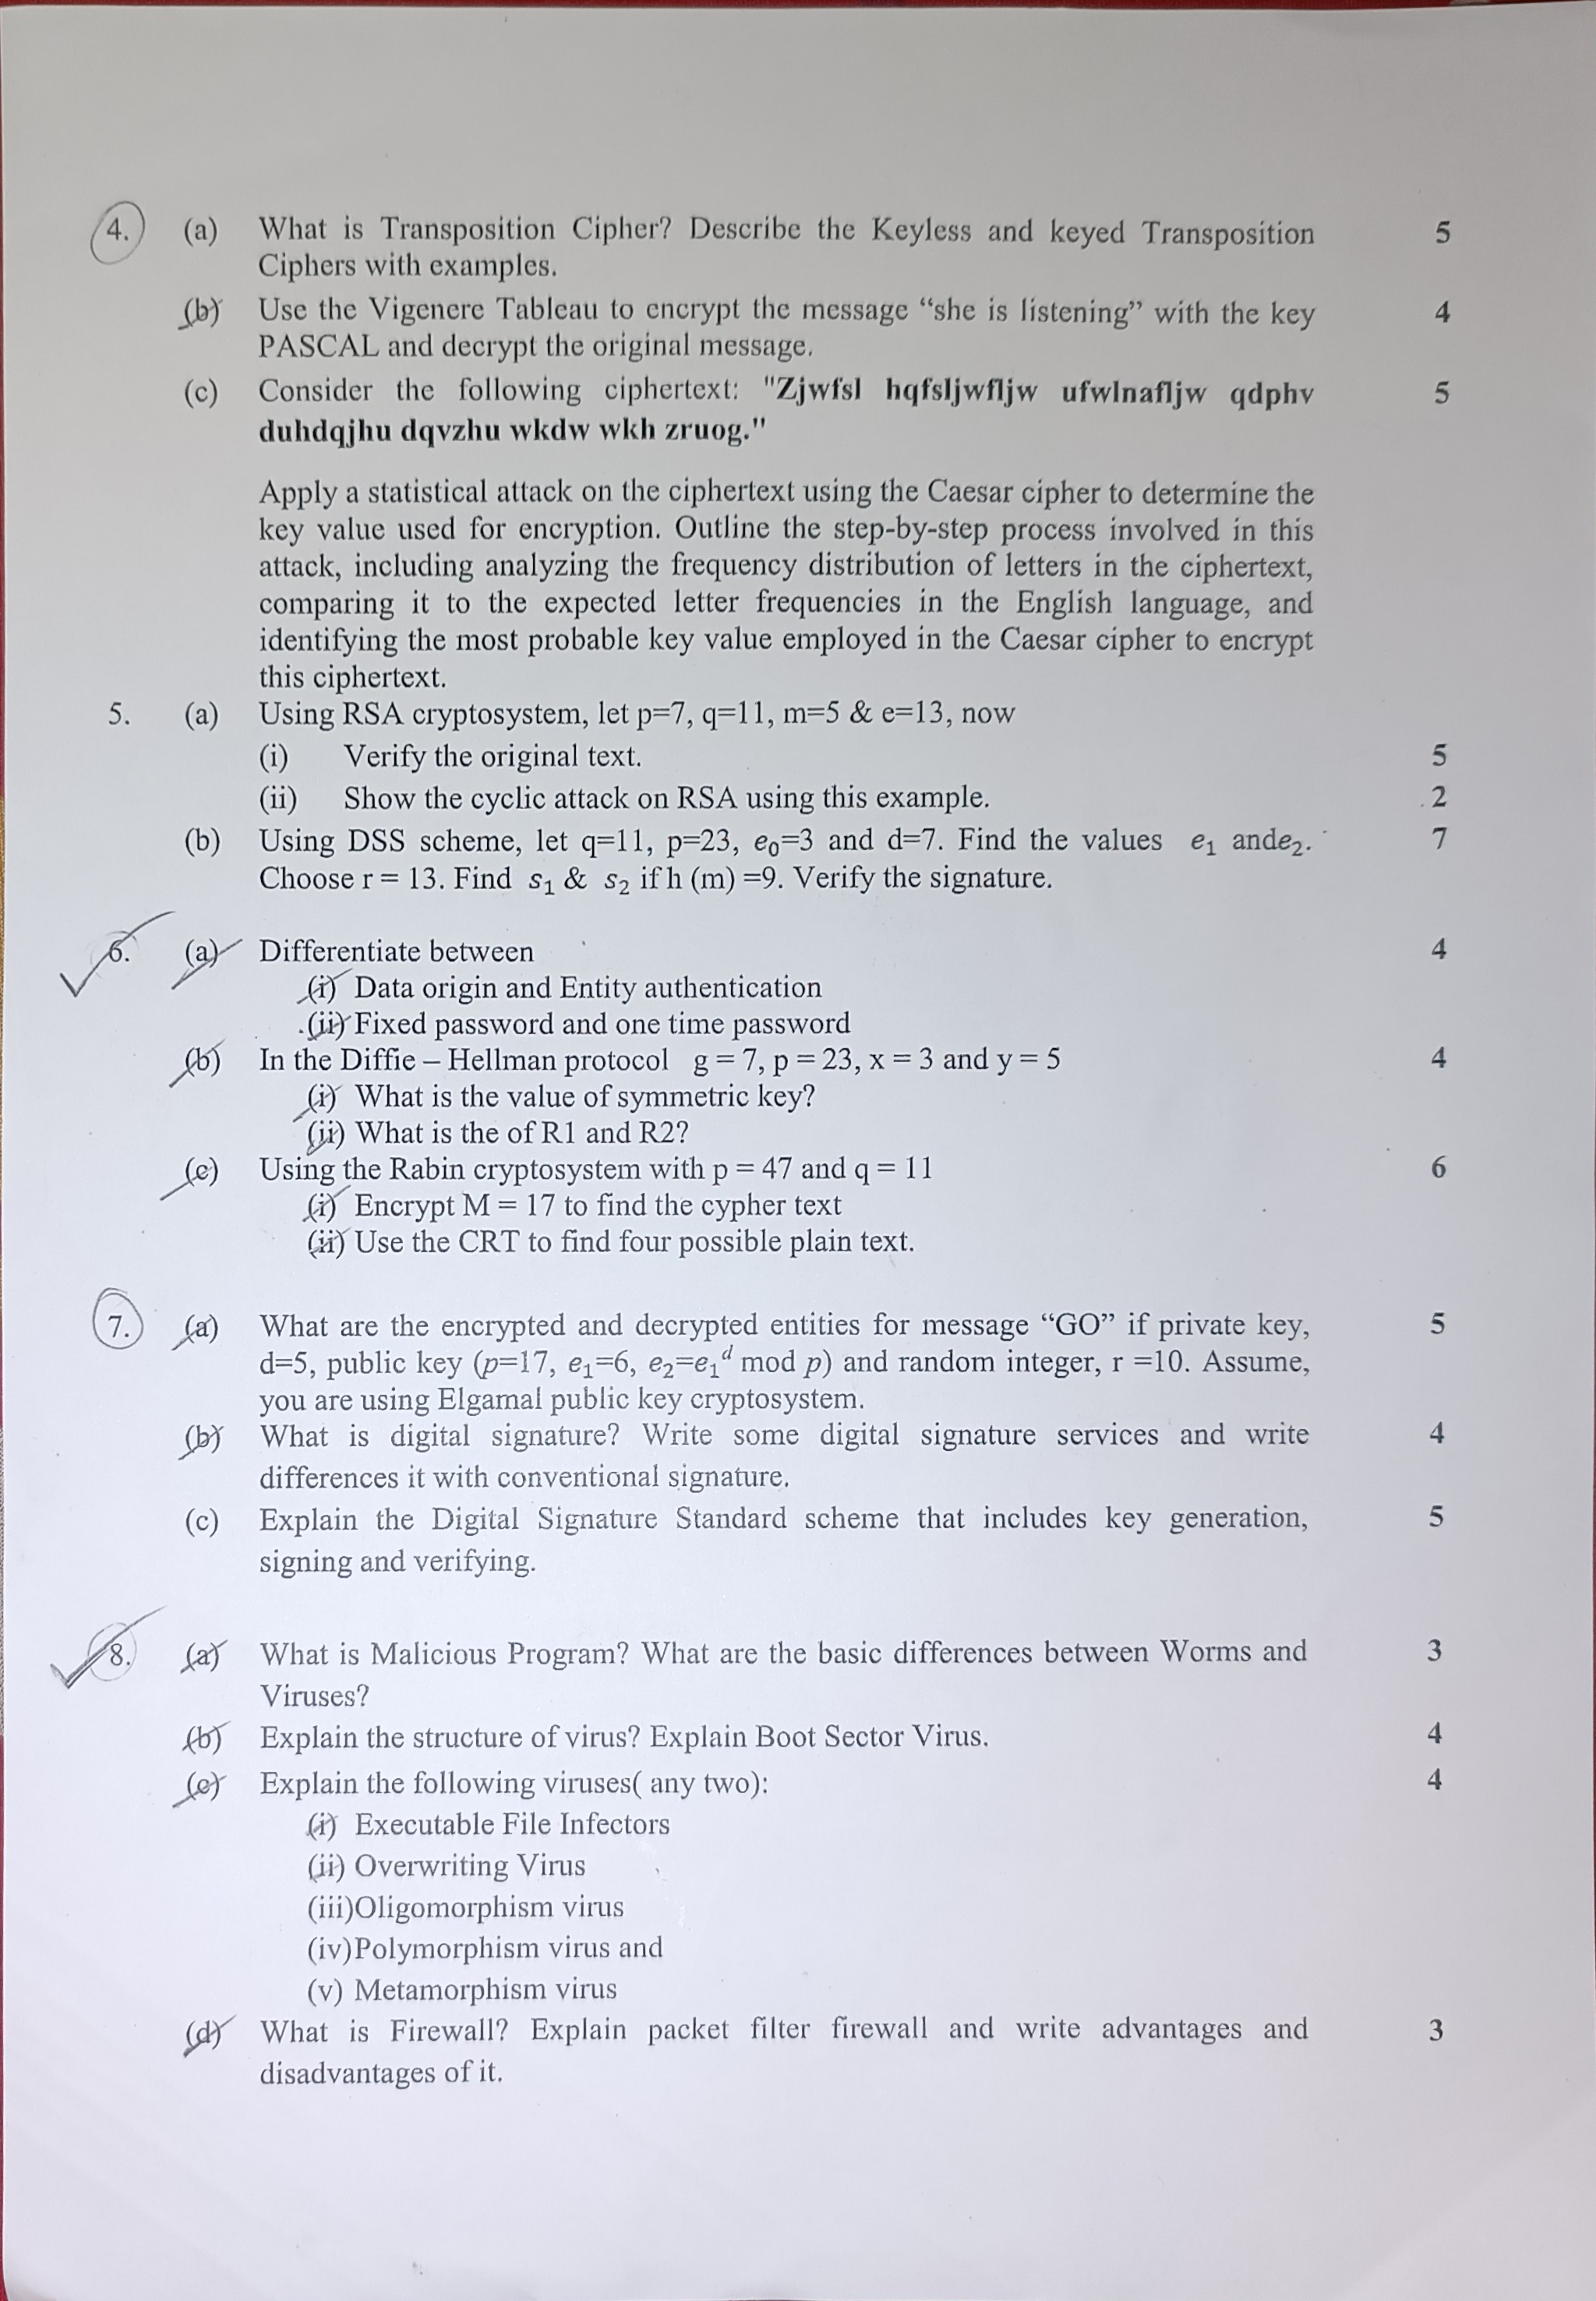 4. (a) What is Transposition Cipher? Describe the Keyless and keyed Transposition 5
Ciphers with examples.
(b) Use the Vigenere Tableau to encrypt the message “she is listening” with the key 4
PASCAL and decrypt the original message.
(c) Consider the following ciphertext: "Zjwfsl hqfsljwfljw ufwlnafljw qdphv 5
duhdqjhu dqvzhu wkdw wkh zruog."
Apply a statistical attack on the ciphertext using the Caesar cipher to determine the
key value used for encryption. Outline the step-by-step process involved in this
attack, including analyzing the frequency distribution of letters in the ciphertext,
comparing it to the expected letter frequencies in the English language, and
identifying the most probable key value employed in the Caesar cipher to encrypt
this ciphertext.
5. (a) Using RSA cryptosystem, let p=7, q=11, m=5 & e=13, now
(i) Verify the original text. 5
(ii) Show the cyclic attack on RSA using this example. 2
(b) Using DSS scheme, let q=11, p=23, e₀=3 and d=7. Find the values e₁ ande₂. 7
Choose r = 13. Find s₁ & s₂ if h (m) =9. Verify the signature.
6. (a) Differentiate between 4
(i) Data origin and Entity authentication
(ii) Fixed password and one time password
(b) In the Diffie – Hellman protocol g = 7, p = 23, x = 3 and y = 5 4
(i) What is the value of symmetric key?
(ii) What is the of R1 and R2?
(c) Using the Rabin cryptosystem with p = 47 and q = 11 6
(i) Encrypt M = 17 to find the cypher text
(ii) Use the CRT to find four possible plain text.
7. (a) What are the encrypted and decrypted entities for message “GO” if private key, 5
d=5, public key (p=17, e₁=6, e₂=e₁ᵈ mod p) and random integer, r =10. Assume,
you are using Elgamal public key cryptosystem.
(b) What is digital signature? Write some digital signature services and write 4
differences it with conventional signature.
(c) Explain the Digital Signature Standard scheme that includes key generation, 5
signing and verifying.
8. (a) What is Malicious Program? What are the basic differences between Worms and 3
Viruses?
(b) Explain the structure of virus? Explain Boot Sector Virus. 4
(c) Explain the following viruses( any two): 4
(i) Executable File Infectors
(ii) Overwriting Virus
(iii)Oligomorphism virus
(iv)Polymorphism virus and
(v) Metamorphism virus
(d) What is Firewall? Explain packet filter firewall and write advantages and 3
disadvantages of it.